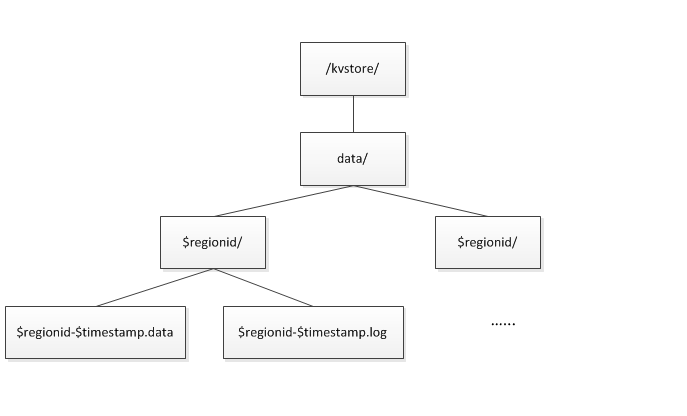 /kvstore/
data/
$regionid/
$regionid/
$regionid-$timestamp.data
$regionid-$timestamp.log
......